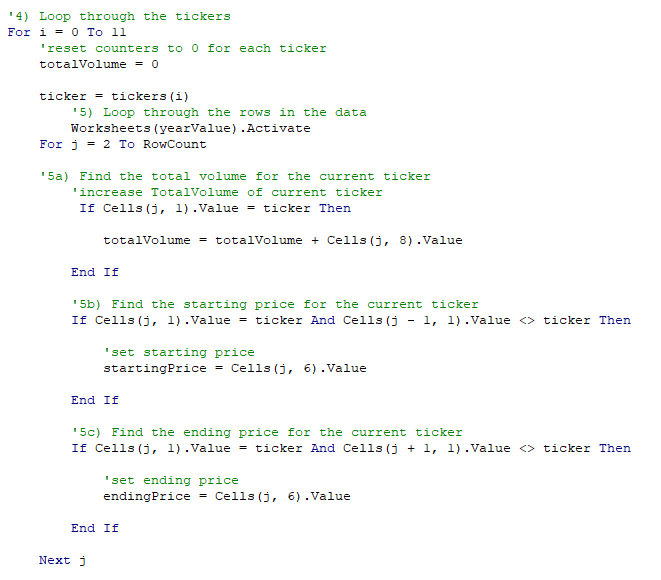 '4) Loop through the tickers
For i = 0 To 11
'reset counters to 0 for each ticker
totalVolume = 0
ticker = tickers(i)
'5) Loop through the rows in the data
Worksheets(yearValue).Activate
For j = 2 To RowCount
'5a) Find the total volume for the current ticker
'increase TotalVolume of current ticker
If Cells(j, 1).Value = ticker Then
totalVolume = totalVolume + Cells(j, 8).Value
End If
'5b) Find the starting price for the current ticker
If Cells(j, 1).Value = ticker And Cells(j - 1, 1).Value <> ticker Then
'set starting price
startingPrice = Cells(j, 6).Value
End If
'5c) Find the ending price for the current ticker
If Cells(j, 1).Value = ticker And Cells(j + 1, 1).Value <> ticker Then
'set ending price
endingPrice = Cells(j, 6).Value
End If
Next j